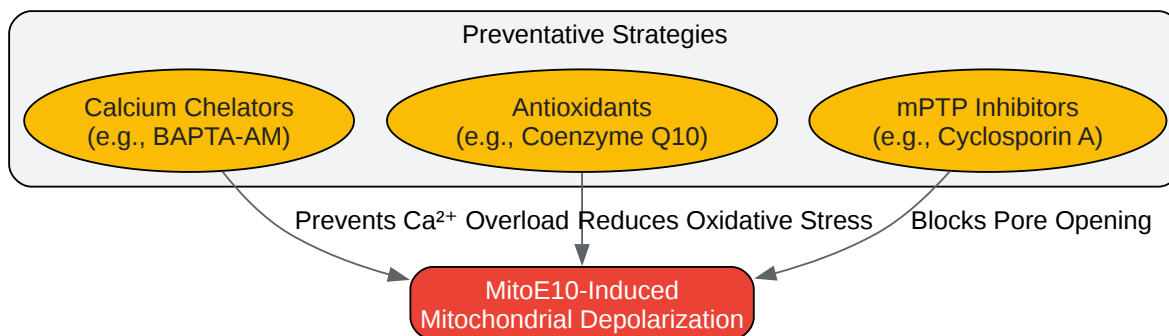 Preventative Strategies
Calcium Chelators
(e.g., BAPTA-AM)
Antioxidants
(e.g., Coenzyme Q10)
mPTP Inhibitors
(e.g., Cyclosporin A)
Prevents Ca²⁺ Overload
Reduces Oxidative Stress
Blocks Pore Opening
MitoE10-Induced
Mitochondrial Depolarization